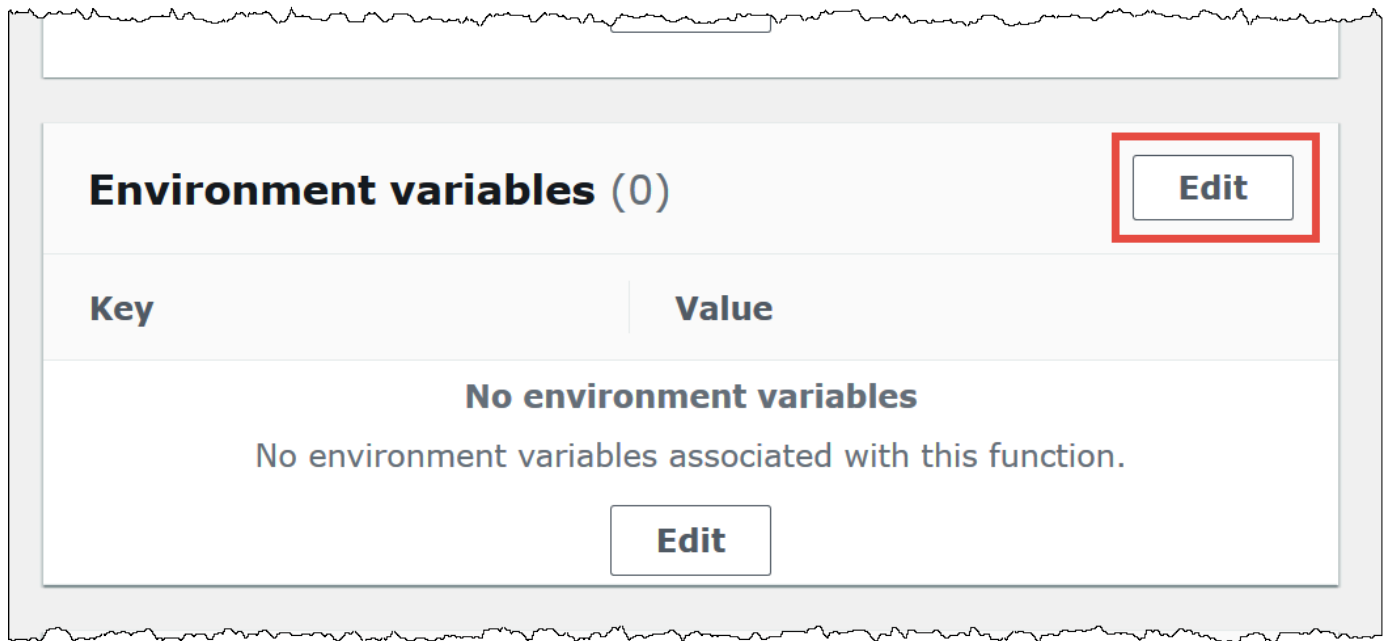 Environment variables (0)
Edit
Key
Value
No environment variables
No environment variables associated with this function.
Edit